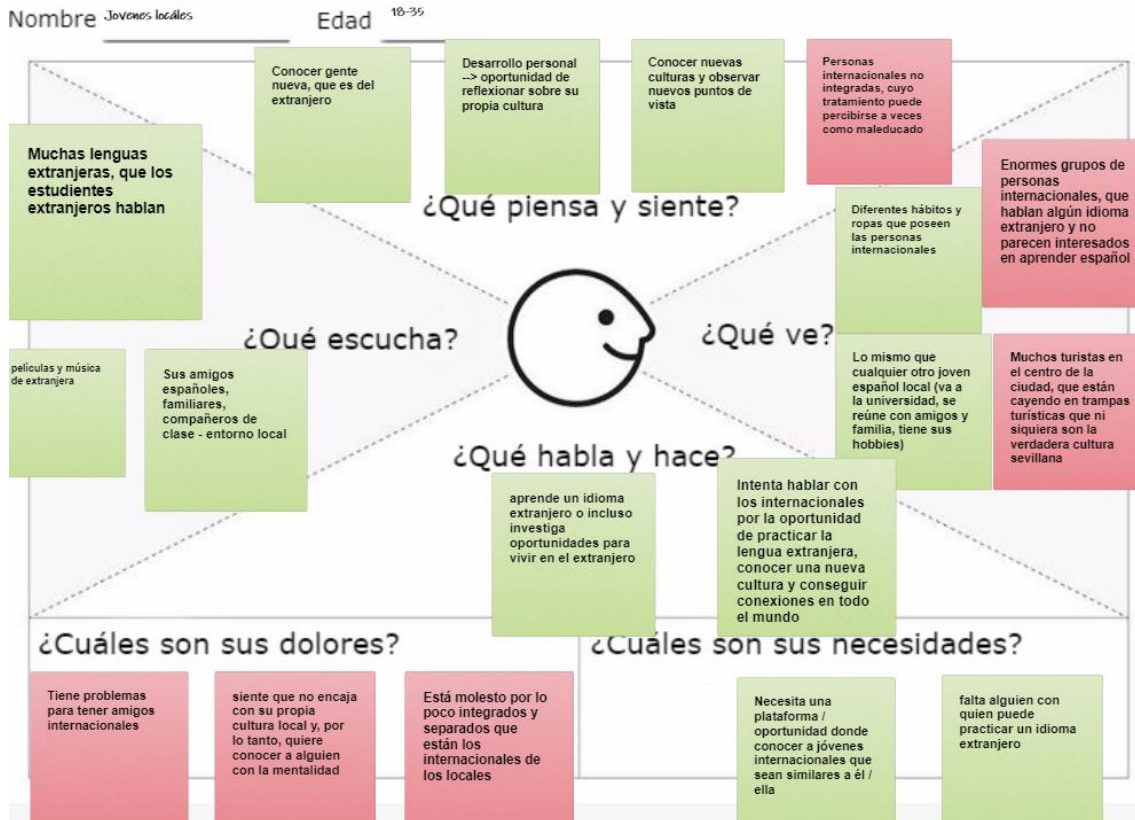 Nombre Jovenes locáles Edad 18-35
Conocer gente
nueva, que es del
extranjero
Desarrollo personal
--> oportunidad de
reflexionar sobre su
propia cultura
Conocer nuevas
culturas y observar
nuevos puntos de
vista
Personas
internacionales no
integradas, cuyo
tratamiento puede
percibirse a veces
como maleducado
¿Qué piensa y siente?
Muchas lenguas
extranjeras, que los
estudientes
extranjeros hablan
¿Qué escucha?
películas y música
de extranjera
Sus amigos
españoles,
familiares,
compañeros de
clase - entorno local
Enormes grupos de
personas
internacionales, que
hablan algún idioma
extranjero y no
parecen interesados
en aprender español
Diferentes hábitos y
ropas que poseen
las personas
internacionales
¿Qué ve?
Lo mismo que
cualquier otro joven
español local (va a
la universidad, se
reúne con amigos y
familia, tiene sus
hobbies)
Muchos turistas en
el centro de la
ciudad, que están
cayendo en trampas
turísticas que ni
siquiera son la
verdadera cultura
sevillana
¿Qué habla y hace?
aprende un idioma
extranjero o incluso
investiga
oportunidades para
vivir en el extranjero
Intenta hablar con
los internacionales
por la oportunidad
de practicar la
lengua extranjera,
conocer una nueva
cultura y conseguir
conexiones en todo
el mundo
¿Cuáles son sus dolores?
Tiene problemas
para tener amigos
internacionales
siente que no encaja
con su propia
cultura local y, por
lo tanto, quiere
conocer a alguien
con la mentalidad
Está molesto por lo
poco integrados y
separados que
están los
internacionales de
los locales
¿Cuáles son sus necesidades?
Necesita una
plataforma /
oportunidad donde
conocer a jóvenes
internacionales que
sean similares a él /
ella
falta alguien con
quien puede
practicar un idioma
extranjero